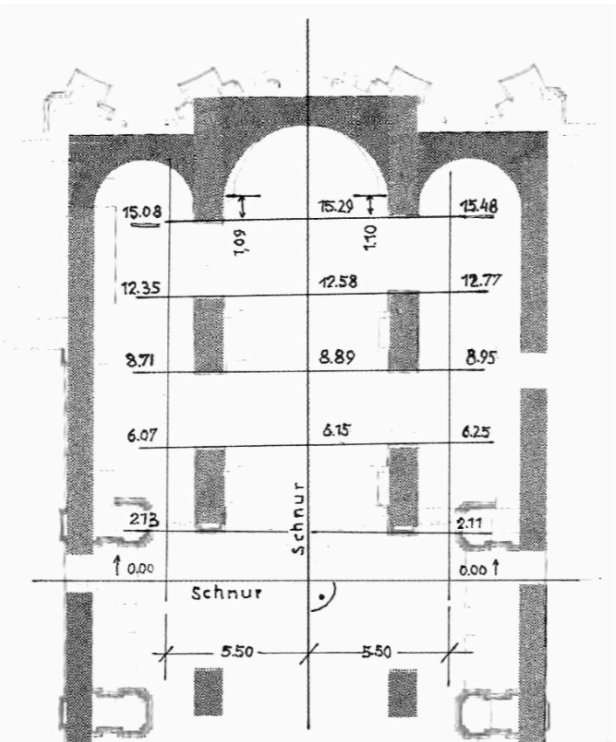 15.08 15.29 15.48
1,09 1,10
12.35 12.58 12.77
8.71 8.89 8.95
6.07 6.15 6.25
2.13 2.11
Schnur
0.00 0.00
Schnur
5.50 5.50